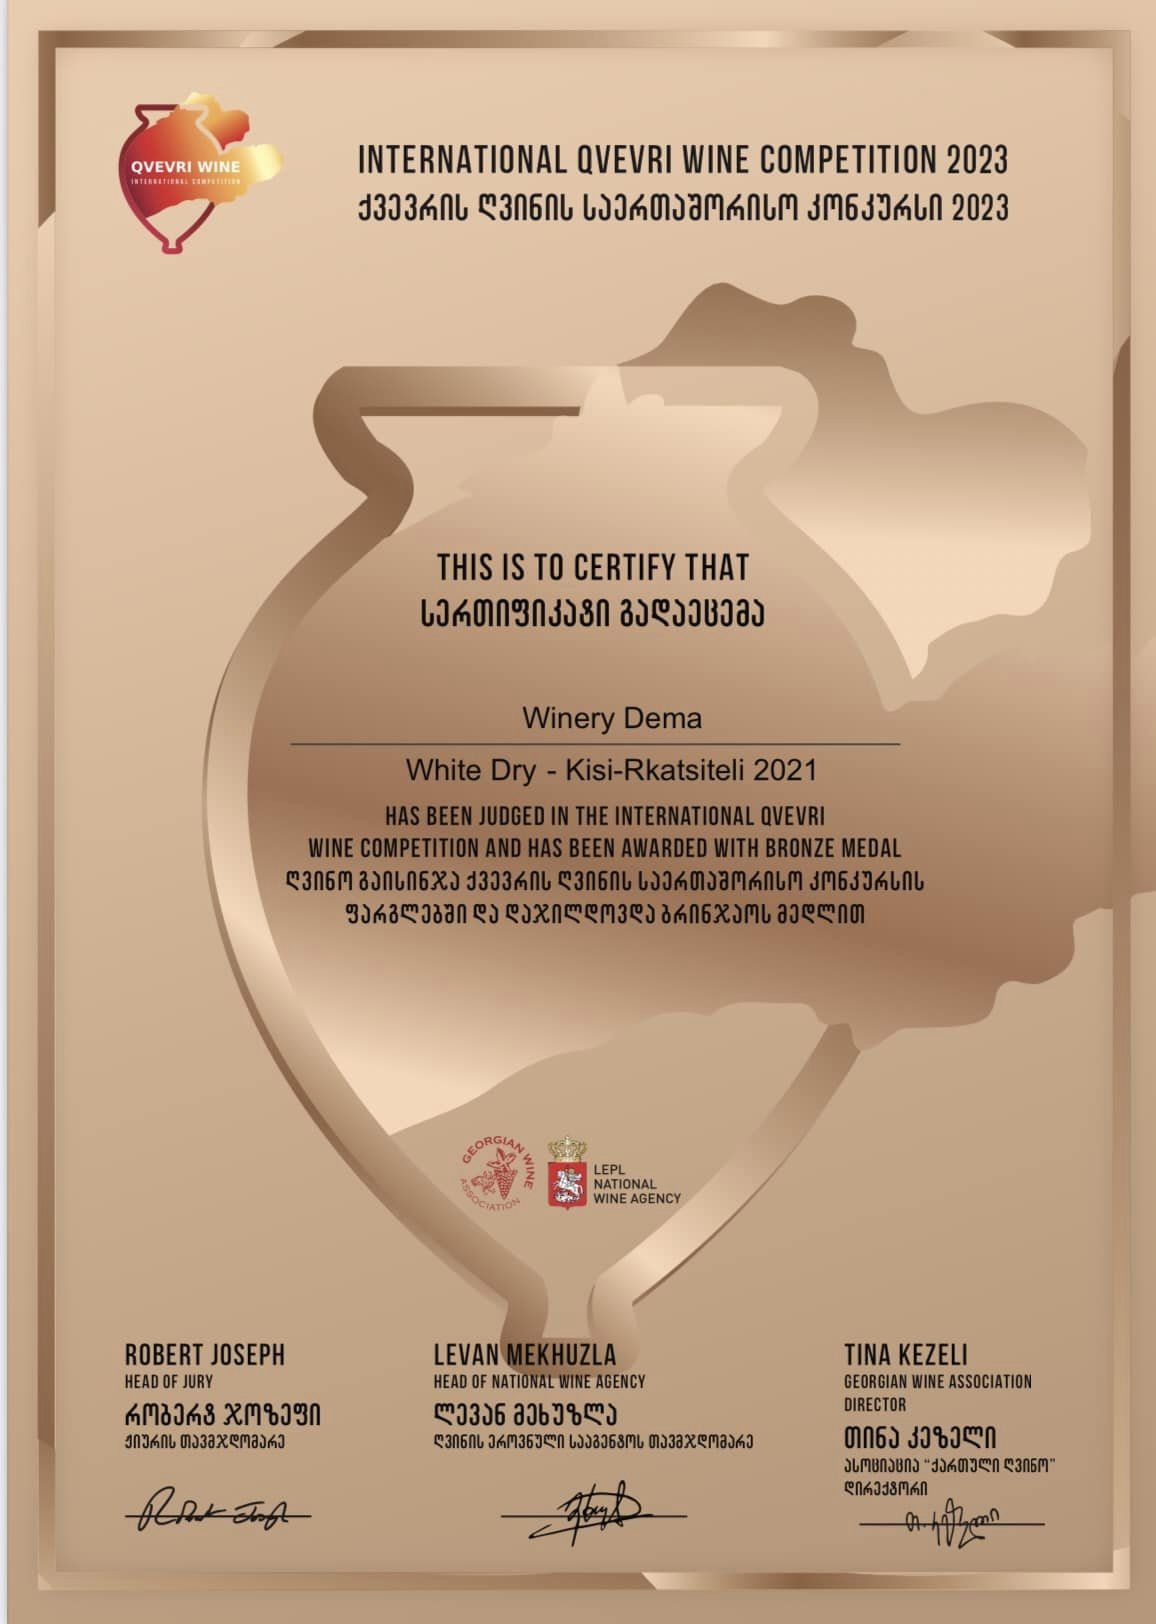 QVEVRI WINE
INTERNATIONAL COMPETITION
INTERNATIONAL QVEVRI WINE COMPETITION 2023
ქვევრის ღვინის საერთაშორისო კონკურსი 2023
THIS IS TO CERTIFY THAT
სერთიფიკატი გადაეცემა
Winery Dema
White Dry - Kisi-Rkatsiteli 2021
HAS BEEN JUDGED IN THE INTERNATIONAL QVEVRI
WINE COMPETITION AND HAS BEEN AWARDED WITH BRONZE MEDAL
ღვინო გაისინჯა ქვევრის ღვინის საერთაშორისო კონკურსის
ფარგლებში და დაჯილდოვდა ბრინჯაოს მედლით
GEORGIAN WINE ASSOCIATION
LEPL
NATIONAL
WINE AGENCY
ROBERT JOSEPH
HEAD OF JURY
რობერტ ჯოზეფი
ჟიურის თავმჯდომარე
LEVAN MEKHUZLA
HEAD OF NATIONAL WINE AGENCY
ლევან მეხუზლა
ღვინის ეროვნული სააგენტოს თავმჯდომარე
TINA KEZELI
GEORGIAN WINE ASSOCIATION
DIRECTOR
თინა კეზელი
ასოციაცია “ქართული ღვინო”
დირექტორი
თ. კეზელი